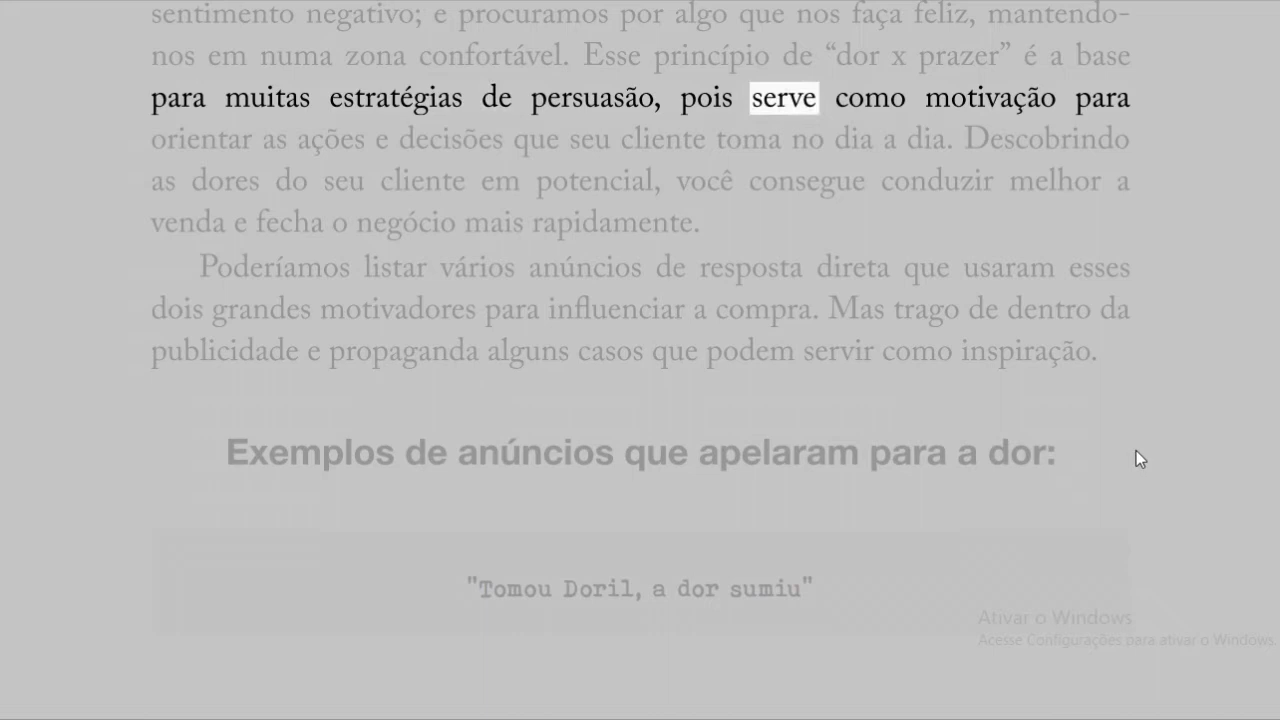 sentimento negativo; e procuramos por algo que nos faça feliz, mantendo-
nos em numa zona confortável. Esse princípio de “dor x prazer” é a base
para muitas estratégias de persuasão, pois serve como motivação para
orientar as ações e decisões que seu cliente toma no dia a dia. Descobrindo
as dores do seu cliente em potencial, você consegue conduzir melhor a
venda e fecha o negócio mais rapidamente.
Poderíamos listar vários anúncios de resposta direta que usaram esses
dois grandes motivadores para influenciar a compra. Mas trago de dentro da
publicidade e propaganda alguns casos que podem servir como inspiração.
Exemplos de anúncios que apelaram para a dor:
"Tomou Doril, a dor sumiu"
Ativar o Windows
Acesse Configurações para ativar o Windows.